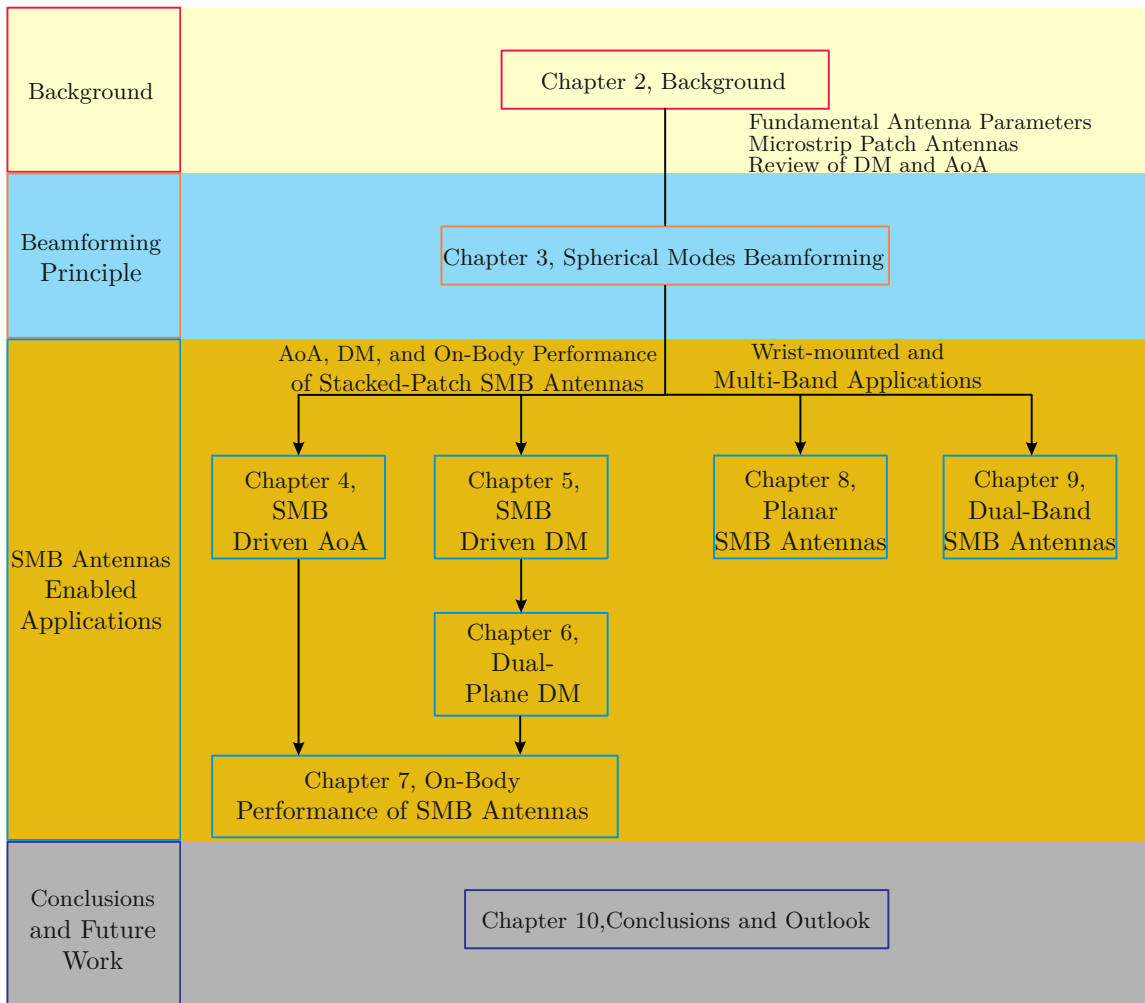 Background
Chapter 2, Background
Fundamental Antenna Parameters
Microstrip Patch Antennas
Review of DM and AoA
Beamforming
Principle
Chapter 3, Spherical Modes Beamforming
AoA, DM, and On-Body Performance
of Stacked-Patch SMB Antennas
Wrist-mounted and
Multi-Band Applications
SMB Antennas
Enabled
Applications
Chapter 4,
SMB
Driven AoA
Chapter 5,
SMB
Driven DM
Chapter 8,
Planar
SMB Antennas
Chapter 9,
Dual-Band
SMB Antennas
Chapter 6,
Dual-
Plane DM
Chapter 7, On-Body
Performance of SMB Antennas
Conclusions
and Future
Work
Chapter 10,Conclusions and Outlook